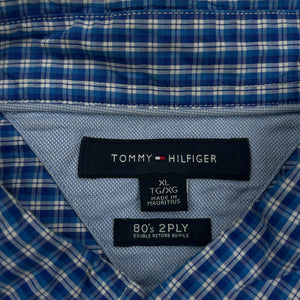 TOMMY HILFIGER
XL
TG/XG
MADE IN
MAURITIUS
80's 2PLY
DOUBLE RETORS 80-FILS